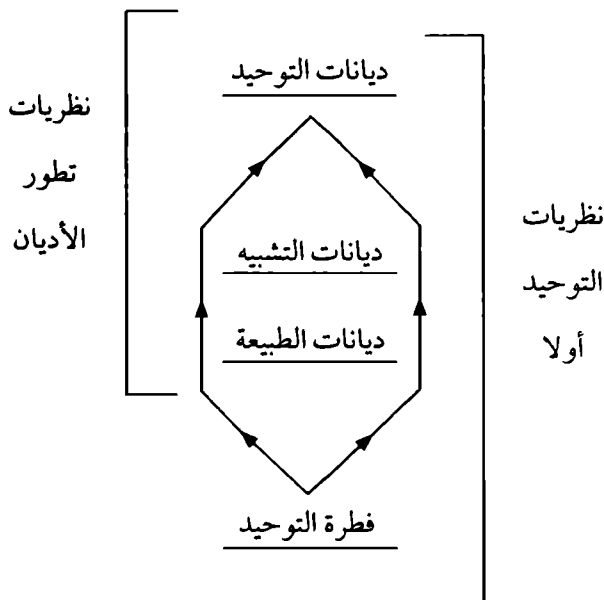 ديانات التوحيد
نظريات
تطور
الأديان
نظريات
التوحيد
أولا
ديانات التشبيه
ديانات الطبيعة
فطرة التوحيد